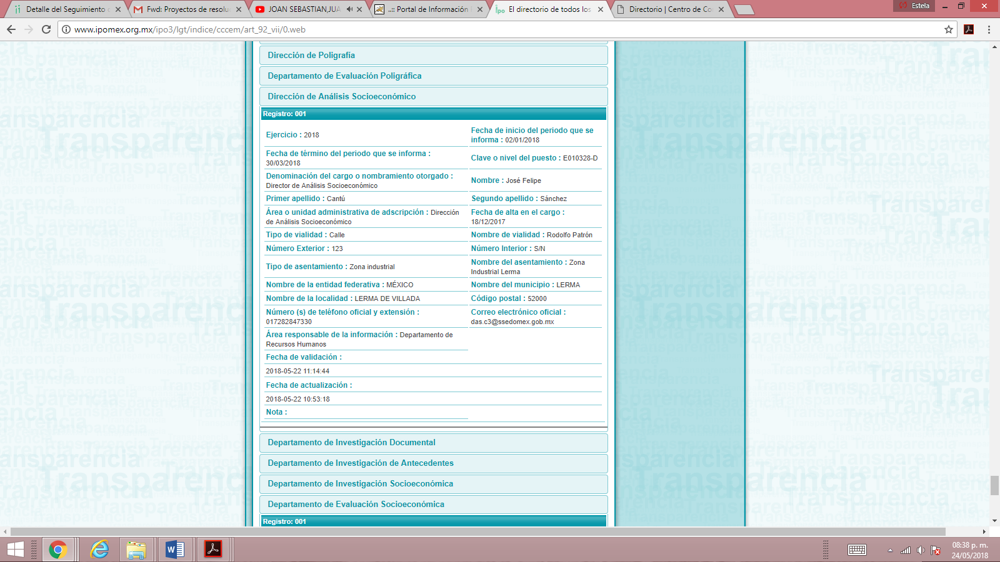 Detalle del Seguimiento
Fwd: Proyectos de resolu
JOAN SEBASTIAN,JUA
..:: Portal de Información
ipo El directorio de todos los
Directorio | Centro de Co
Estela
www.ipomex.org.mx/ipo3/lgt/indice/cccem/art_92_vii/0.web
Dirección de Poligrafía
Departamento de Evaluación Poligráfica
Dirección de Análisis Socioeconómico
Registro: 001
Ejercicio : 2018
Fecha de inicio del periodo que se
informa : 02/01/2018
Fecha de término del periodo que se informa :
30/03/2018
Clave o nivel del puesto : E010328-D
Denominación del cargo o nombramiento otorgado :
Director de Análisis Socioeconómico
Nombre : José Felipe
Primer apellido : Cantú
Segundo apellido : Sánchez
Área o unidad administrativa de adscripción : Dirección
de Análisis Socioeconómico
Fecha de alta en el cargo :
18/12/2017
Tipo de vialidad : Calle
Nombre de vialidad : Rodolfo Patrón
Número Exterior : 123
Número Interior : S/N
Tipo de asentamiento : Zona industrial
Nombre del asentamiento : Zona
Industrial Lerma
Nombre de la entidad federativa : MÉXICO
Nombre del municipio : LERMA
Nombre de la localidad : LERMA DE VILLADA
Código postal : 52000
Número (s) de teléfono oficial y extensión :
017282847330
Correo electrónico oficial :
das.c3@ssedomex.gob.mx
Área responsable de la información : Departamento de
Recursos Humanos
Fecha de validación :
2018-05-22 11:14:44
Fecha de actualización :
2018-05-22 10:53:18
Nota :
Departamento de Investigación Documental
Departamento de Investigación de Antecedentes
Departamento de Investigación Socioeconómica
Departamento de Evaluación Socioeconómica
Registro: 001
Transparencia
Transparencia
Transparencia
08:38 p. m.
24/05/2018